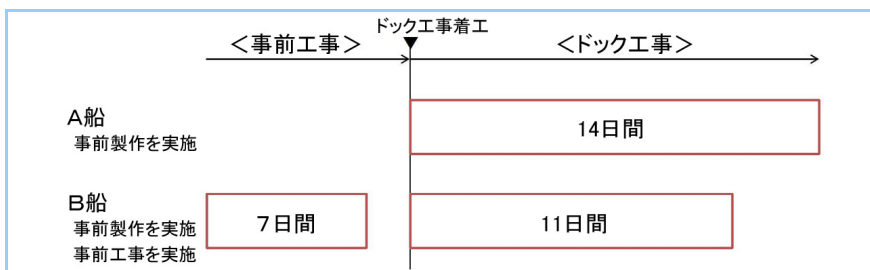 ドック工事着工
＜事前工事＞
＜ドック工事＞
A船
事前製作を実施
14日間
B船
事前製作を実施
事前工事を実施
7日間
11日間